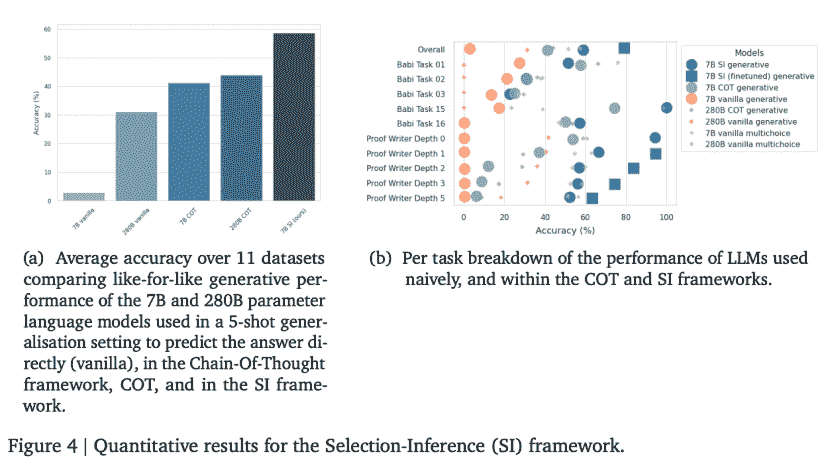 60
50
40
30
20
10
0
Accuracy (%)
7B vanilla
280B vanilla
7B COT
280B COT
7B SI (ours)
(a) Average accuracy over 11 datasets
comparing like-for-like generative per-
formance of the 7B and 280B parameter
language models used in a 5-shot gener-
alisation setting to predict the answer di-
rectly (vanilla), in the Chain-Of-Thought
framework, COT, and in the SI frame-
work.
Overall
Babi Task 01
Babi Task 02
Babi Task 03
Babi Task 15
Babi Task 16
Proof Writer Depth 0
Proof Writer Depth 1
Proof Writer Depth 2
Proof Writer Depth 3
Proof Writer Depth 5
0 20 40 60 80 100
Accuracy (%)
Models
7B SI generative
7B SI (finetuned) generative
7B COT generative
7B vanilla generative
280B COT generative
280B vanilla generative
7B vanilla multichoice
280B vanilla multichoice
(b) Per task breakdown of the performance of LLMs used
naively, and within the COT and SI frameworks.
Figure 4 | Quantitative results for the Selection-Inference (SI) framework.